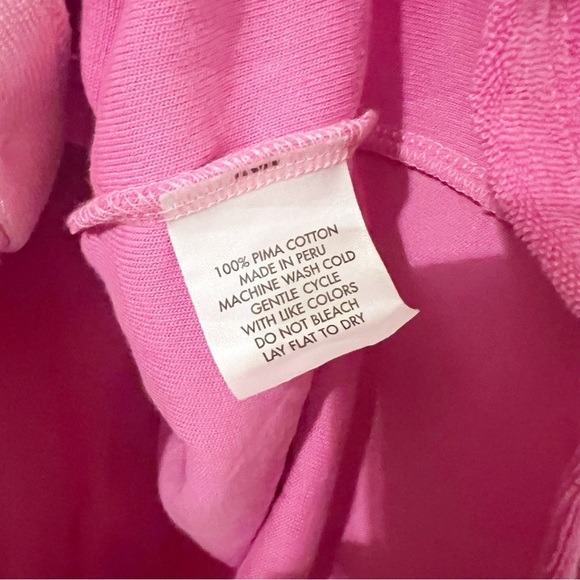 100% PIMA COTTON
MADE IN PERU
MACHINE WASH COLD
GENTLE CYCLE
WITH LIKE COLORS
DO NOT BLEACH
LAY FLAT TO DRY